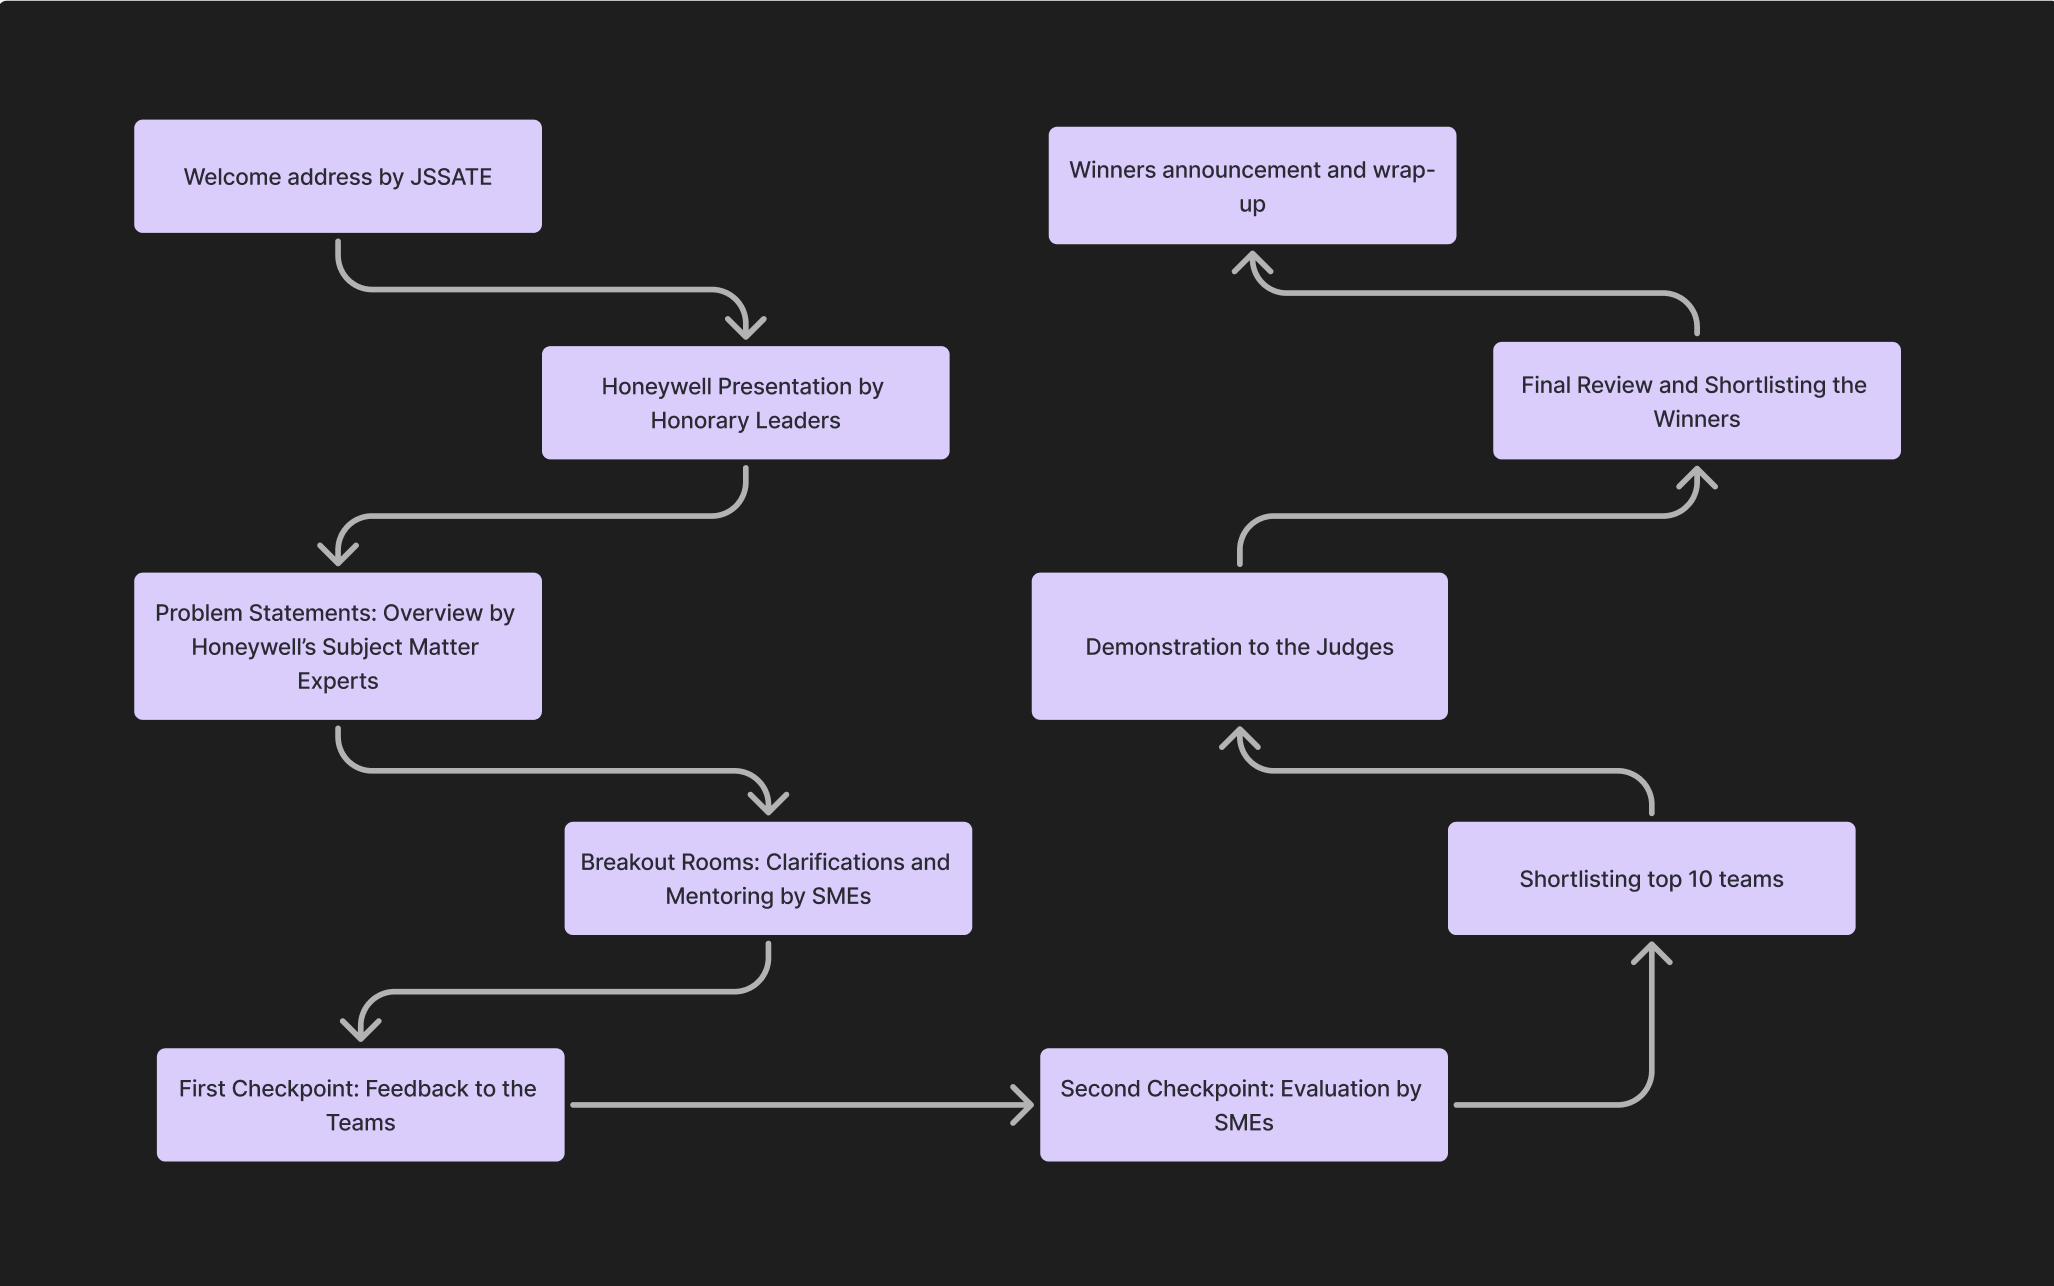 Welcome address by JSSATE
Honeywell Presentation by
Honorary Leaders
Problem Statements: Overview by
Honeywell’s Subject Matter
Experts
Breakout Rooms: Clarifications and
Mentoring by SMEs
First Checkpoint: Feedback to the
Teams
Second Checkpoint: Evaluation by
SMEs
Shortlisting top 10 teams
Demonstration to the Judges
Final Review and Shortlisting the
Winners
Winners announcement and wrap-
up